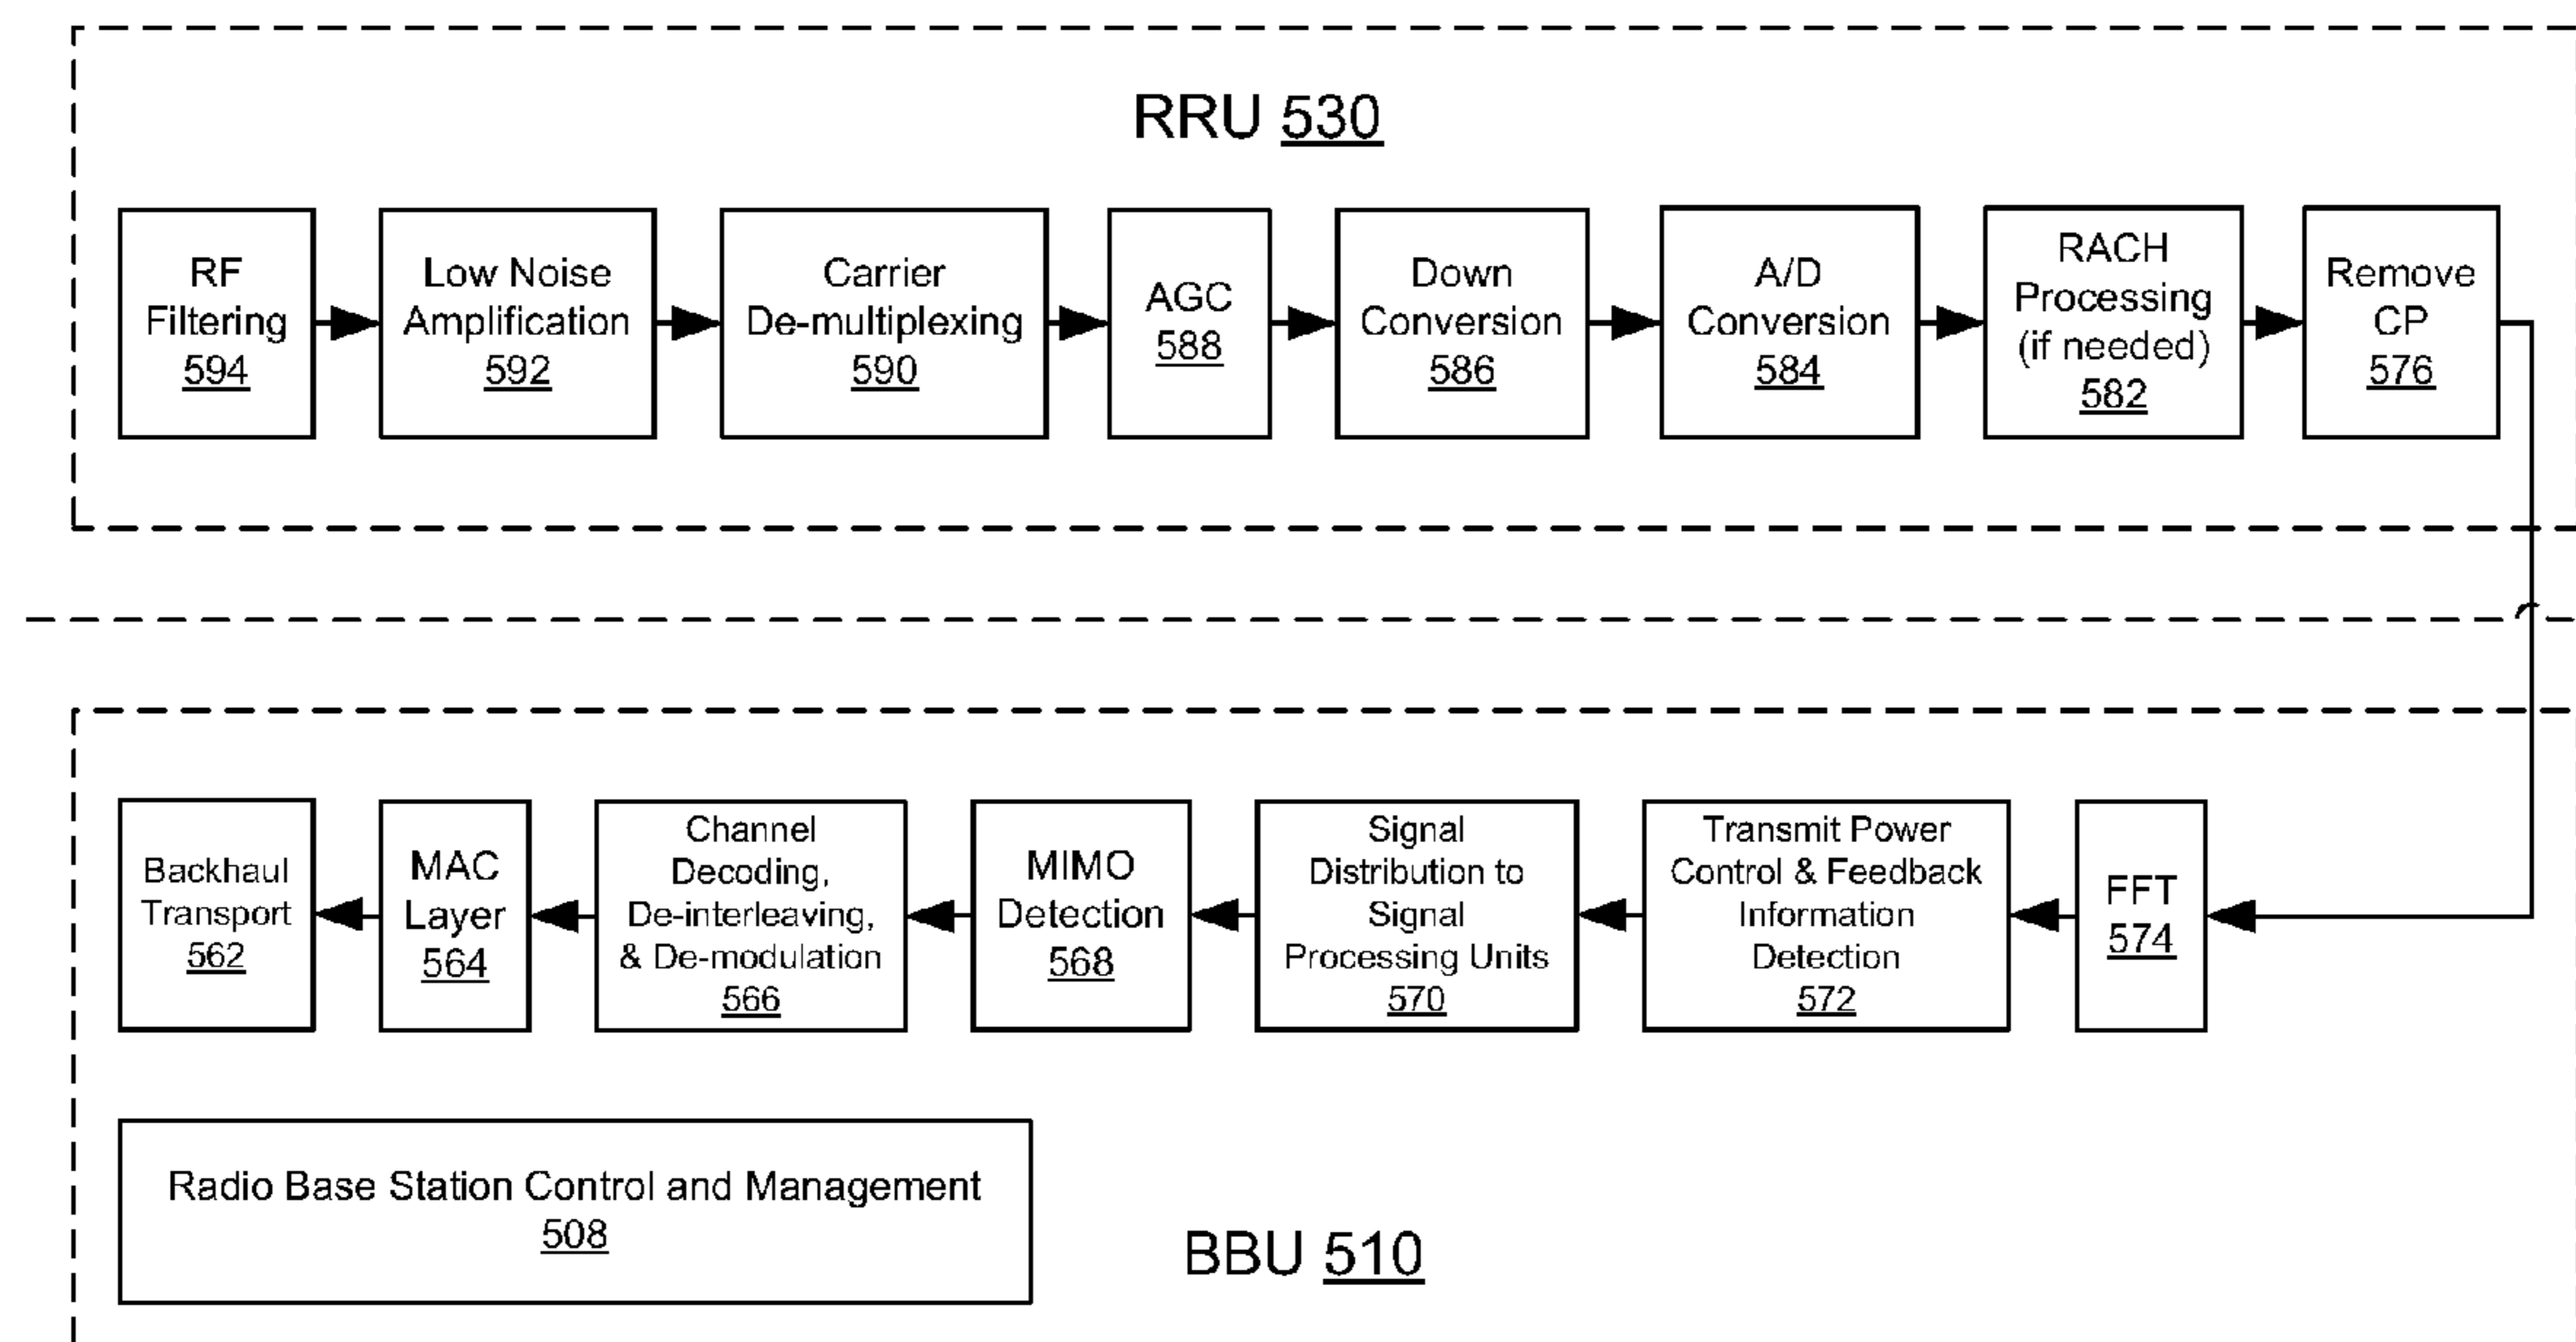 RRU 530
RF
Filtering
594
Low Noise
Amplification
592
Carrier
De-multiplexing
590
AGC
588
Down
Conversion
586
A/D
Conversion
584
RACH
Processing
(if needed)
582
Remove
CP
576
Backhaul
Transport
562
MAC
Layer
564
Channel
Decoding,
De-interleaving,
& De-modulation
566
MIMO
Detection
568
Signal
Distribution to
Signal
Processing Units
570
Transmit Power
Control & Feedback
Information
Detection
572
FFT
574
Radio Base Station Control and Management
508
BBU 510